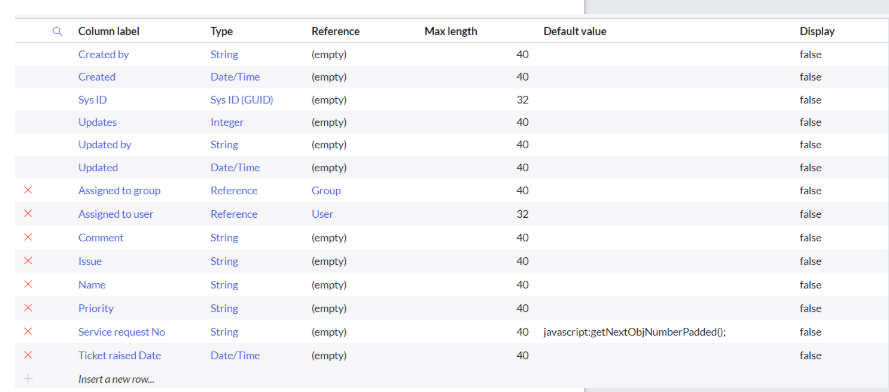 Column label Type Reference Max length Default value Display
Created by String (empty) 40 false
Created Date/Time (empty) 40 false
Sys ID Sys ID (GUID) (empty) 32 false
Updates Integer (empty) 40 false
Updated by String (empty) 40 false
Updated Date/Time (empty) 40 false
Assigned to group Reference Group 40 false
Assigned to user Reference User 32 false
Comment String (empty) 40 false
Issue String (empty) 40 false
Name String (empty) 40 false
Priority String (empty) 40 false
Service request No String (empty) 40 javascript:getNextObjNumberPadded(); false
Ticket raised Date Date/Time (empty) 40 false
Insert a new row...